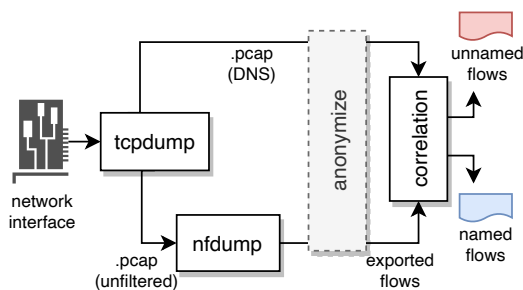 .pcap
(DNS)
unnamed
flows
tcpdump
anonymize
correlation
network
interface
nfdump
.pcap
(unfiltered)
exported
flows
named
flows